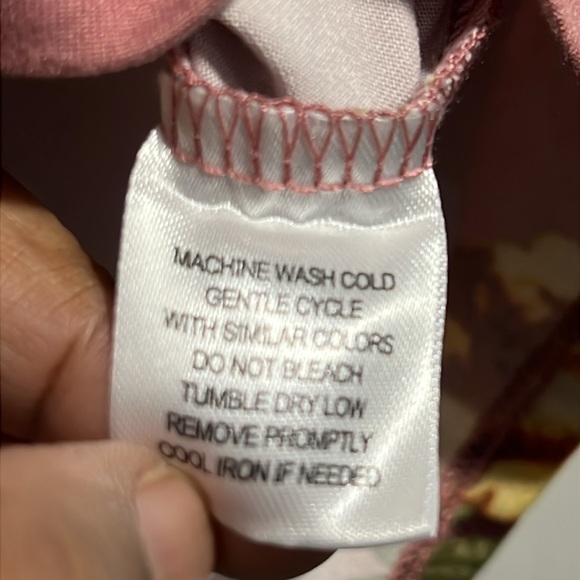 MACHINE WASH COLD
GENTLE CYCLE
WITH SIMILAR COLORS
DO NOT BLEACH
TUMBLE DRY LOW
REMOVE PROMPTLY
COOL IRON IF NEEDED